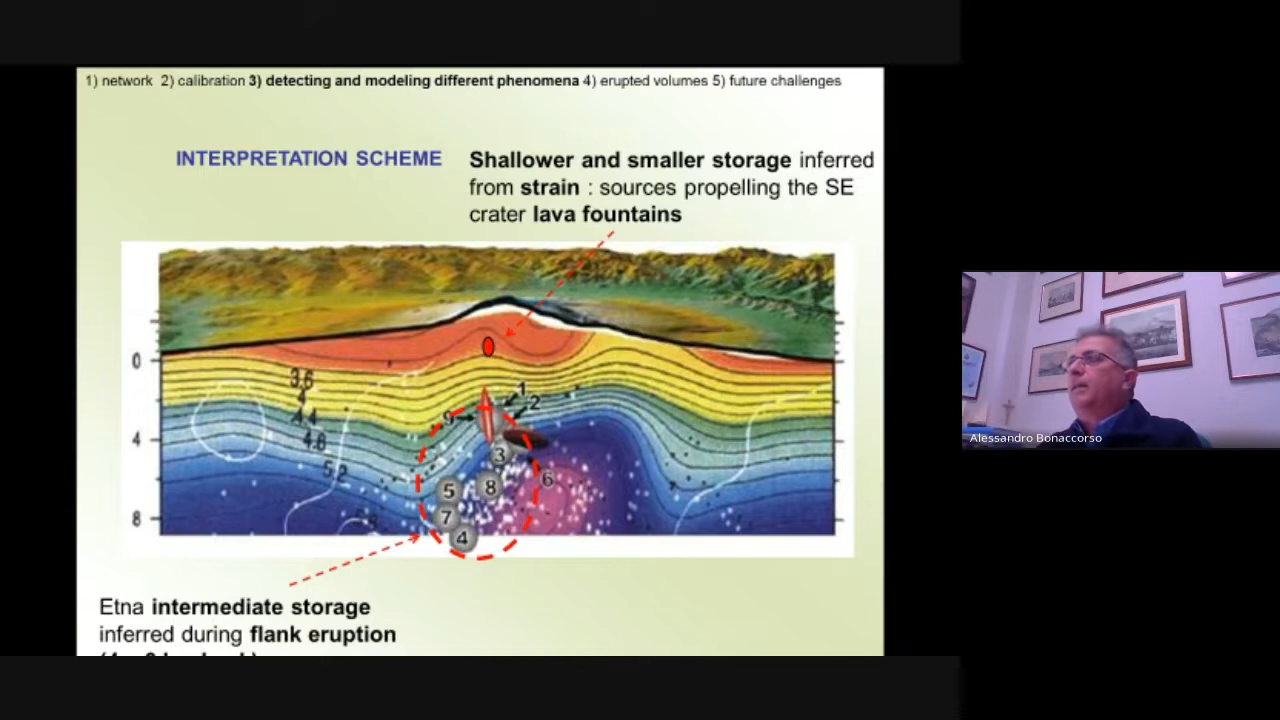 1) network 2) calibration 3) detecting and modeling different phenomena 4) erupted volumes 5) future challenges
INTERPRETATION SCHEME
Shallower and smaller storage inferred
from strain : sources propelling the SE
crater lava fountains
0
4
8
3.6
4
4.4
4.6
5.2
1
2
9
3
5
8
6
7
4
Etna intermediate storage
inferred during flank eruption
Alessandro Bonaccorso